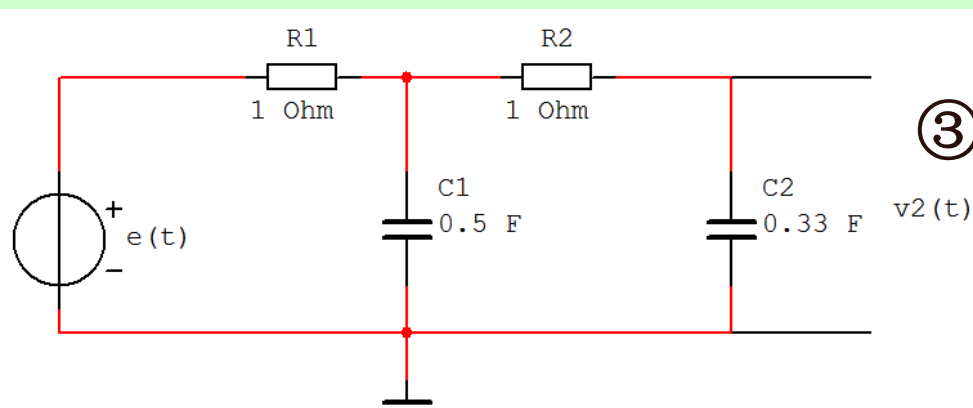 R1
R2
1 Ohm
1 Ohm
③
C1
0.5 F
C2
0.33 F
v2(t)
+
e(t)
−